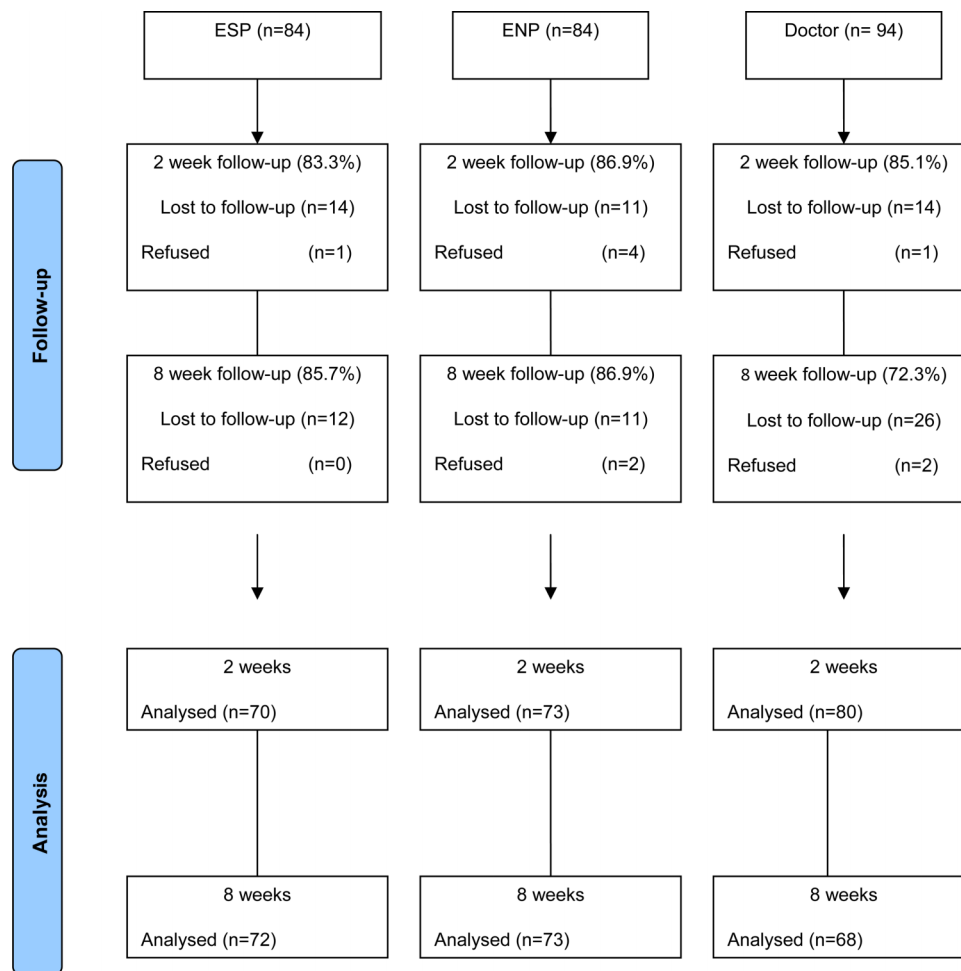 ESP (n=84)
ENP (n=84)
Doctor (n= 94)
Follow-up
2 week follow-up (83.3%)
Lost to follow-up (n=14)
Refused (n=1)
2 week follow-up (86.9%)
Lost to follow-up (n=11)
Refused (n=4)
2 week follow-up (85.1%)
Lost to follow-up (n=14)
Refused (n=1)
8 week follow-up (85.7%)
Lost to follow-up (n=12)
Refused (n=0)
8 week follow-up (86.9%)
Lost to follow-up (n=11)
Refused (n=2)
8 week follow-up (72.3%)
Lost to follow-up (n=26)
Refused (n=2)
Analysis
2 weeks
Analysed (n=70)
2 weeks
Analysed (n=73)
2 weeks
Analysed (n=80)
8 weeks
Analysed (n=72)
8 weeks
Analysed (n=73)
8 weeks
Analysed (n=68)